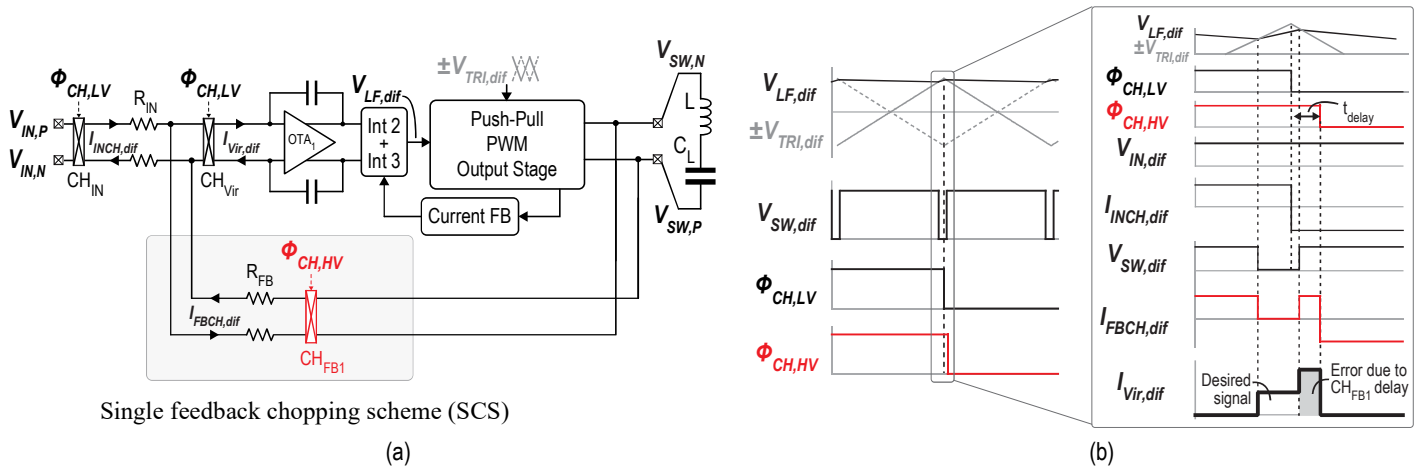 V_SW,N
±V_TRI,dif
Φ_CH,LV
Φ_CH,LV
V_LF,dif
R_IN
V_IN,P
V_IN,N
I_INCH,dif
I_Vir,dif
OTA_1
Int 2
+
Int 3
Push-Pull
PWM
Output Stage
L
C_L
CH_IN
CH_Vir
Current FB
V_SW,P
Φ_CH,HV
R_FB
I_FBCH,dif
CH_FB1
Single feedback chopping scheme (SCS)
(a)
V_LF,dif
±V_TRI,dif
V_SW,dif
Φ_CH,LV
Φ_CH,HV
V_LF,dif
±V_TRI,dif
Φ_CH,LV
Φ_CH,HV
t_delay
V_IN,dif
I_INCH,dif
V_SW,dif
I_FBCH,dif
I_Vir,dif
Desired
signal
Error due to
CH_FB1 delay
(b)